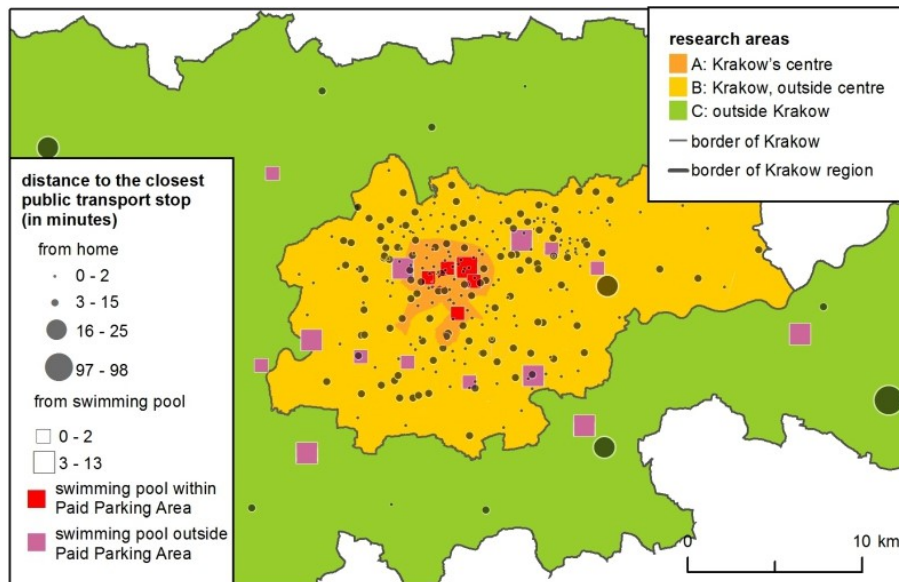 research areas
A: Krakow's centre
B: Krakow, outside centre
C: outside Krakow
border of Krakow
border of Krakow region
distance to the closest
public transport stop
(in minutes)
from home
0 - 2
3 - 15
16 - 25
97 - 98
from swimming pool
0 - 2
3 - 13
swimming pool within
Paid Parking Area
swimming pool outside
Paid Parking Area
0 10 km